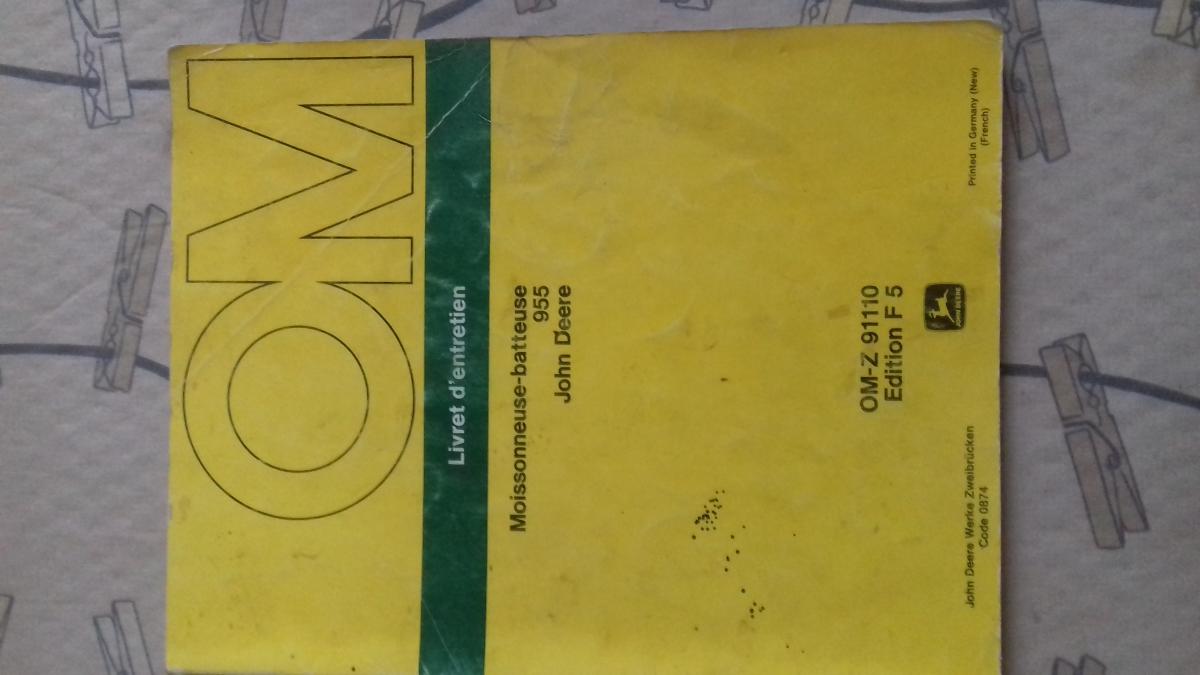 OM
Livret d'entretien
Moissonneuse-batteuse
955
John Deere
OM-Z 91110
Edition F 5
JOHN DEERE
John Deere Werke Zweibrücken
Code 0874
Printed in Germany (New)
(French)